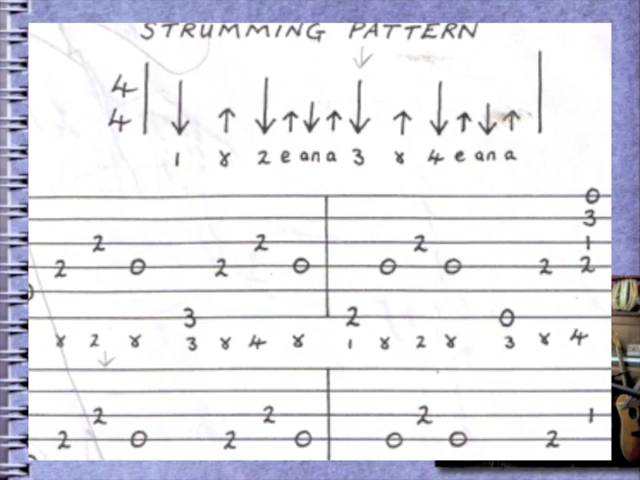 STRUMMING PATTERN
4
4
1 & 2 e an a 3 & 4 e an a
0
3
2 2 2 1
2 0 2 0 0 0 2 2
3 2 0
& 2 & 3 & 4 & 1 & 2 & 3 & 4
2 2 2 1
2 0 2 0 0 0 2